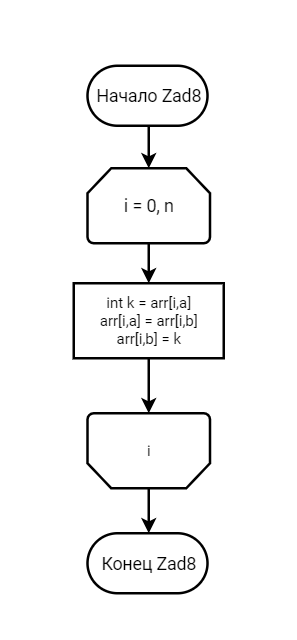 Начало Zad8
i = 0, n
int k = arr[i,a]
arr[i,a] = arr[i,b]
arr[i,b] = k
i
Конец Zad8